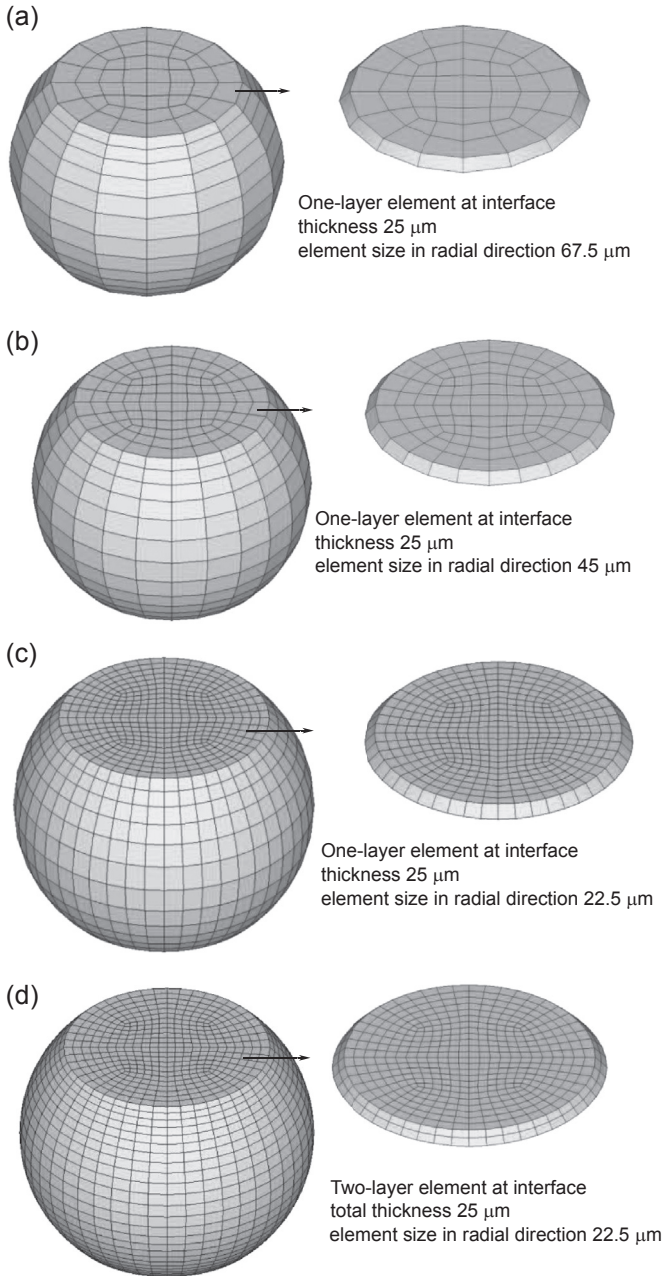 (a)
One-layer element at interface
thickness 25 μm
element size in radial direction 67.5 μm
(b)
One-layer element at interface
thickness 25 μm
element size in radial direction 45 μm
(c)
One-layer element at interface
thickness 25 μm
element size in radial direction 22.5 μm
(d)
Two-layer element at interface
total thickness 25 μm
element size in radial direction 22.5 μm